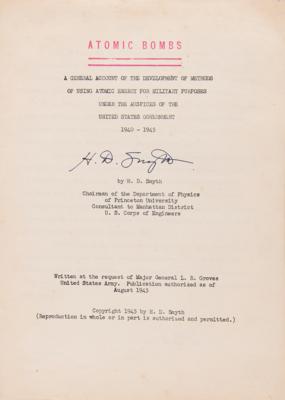 ATOMIC BOMBS
A GENERAL ACCOUNT OF THE DEVELOPMENT OF METHODS
OF USING ATOMIC ENERGY FOR MILITARY PURPOSES
UNDER THE AUSPICES OF THE
UNITED STATES GOVERNMENT
1940 - 1945
H. D. Smyth
by H. D. Smyth
Chairman of the Department of Physics
of Princeton University
Consultant to Manhattan District
U. S. Corps of Engineers
Written at the request of Major General L. R. Groves
United States Army. Publication authorized as of
August 1945
Copyright 1945 by H. D. Smyth
(Reproduction in whole or in part is authorized and permitted.)